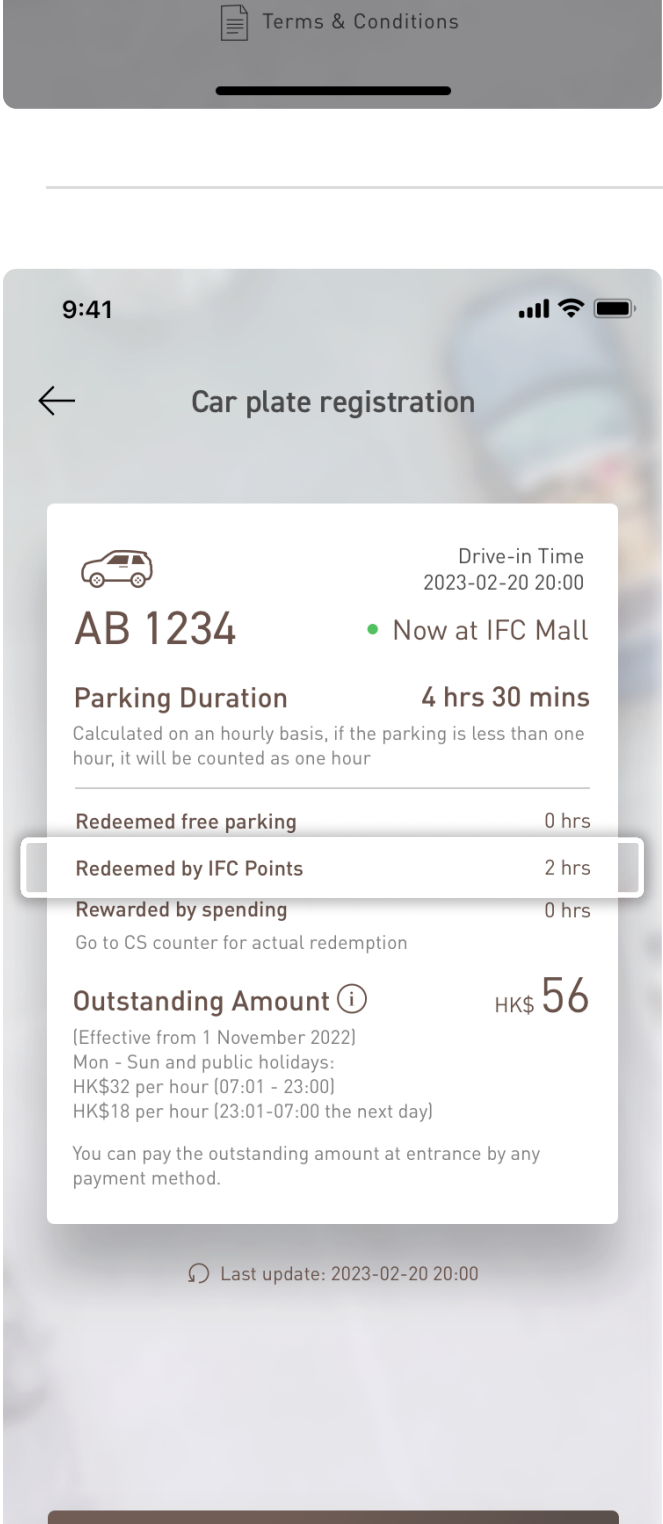 Terms & Conditions
9:41
Car plate registration
Drive-in Time
2023-02-20 20:00
AB 1234
Now at IFC Mall
Parking Duration 4 hrs 30 mins
Calculated on an hourly basis, if the parking is less than one
hour, it will be counted as one hour
Redeemed free parking 0 hrs
Redeemed by IFC Points 2 hrs
Rewarded by spending 0 hrs
Go to CS counter for actual redemption
Outstanding Amount HK$ 56
(Effective from 1 November 2022)
Mon - Sun and public holidays:
HK$32 per hour (07:01 - 23:00)
HK$18 per hour (23:01-07:00 the next day)
You can pay the outstanding amount at entrance by any
payment method.
Last update: 2023-02-20 20:00